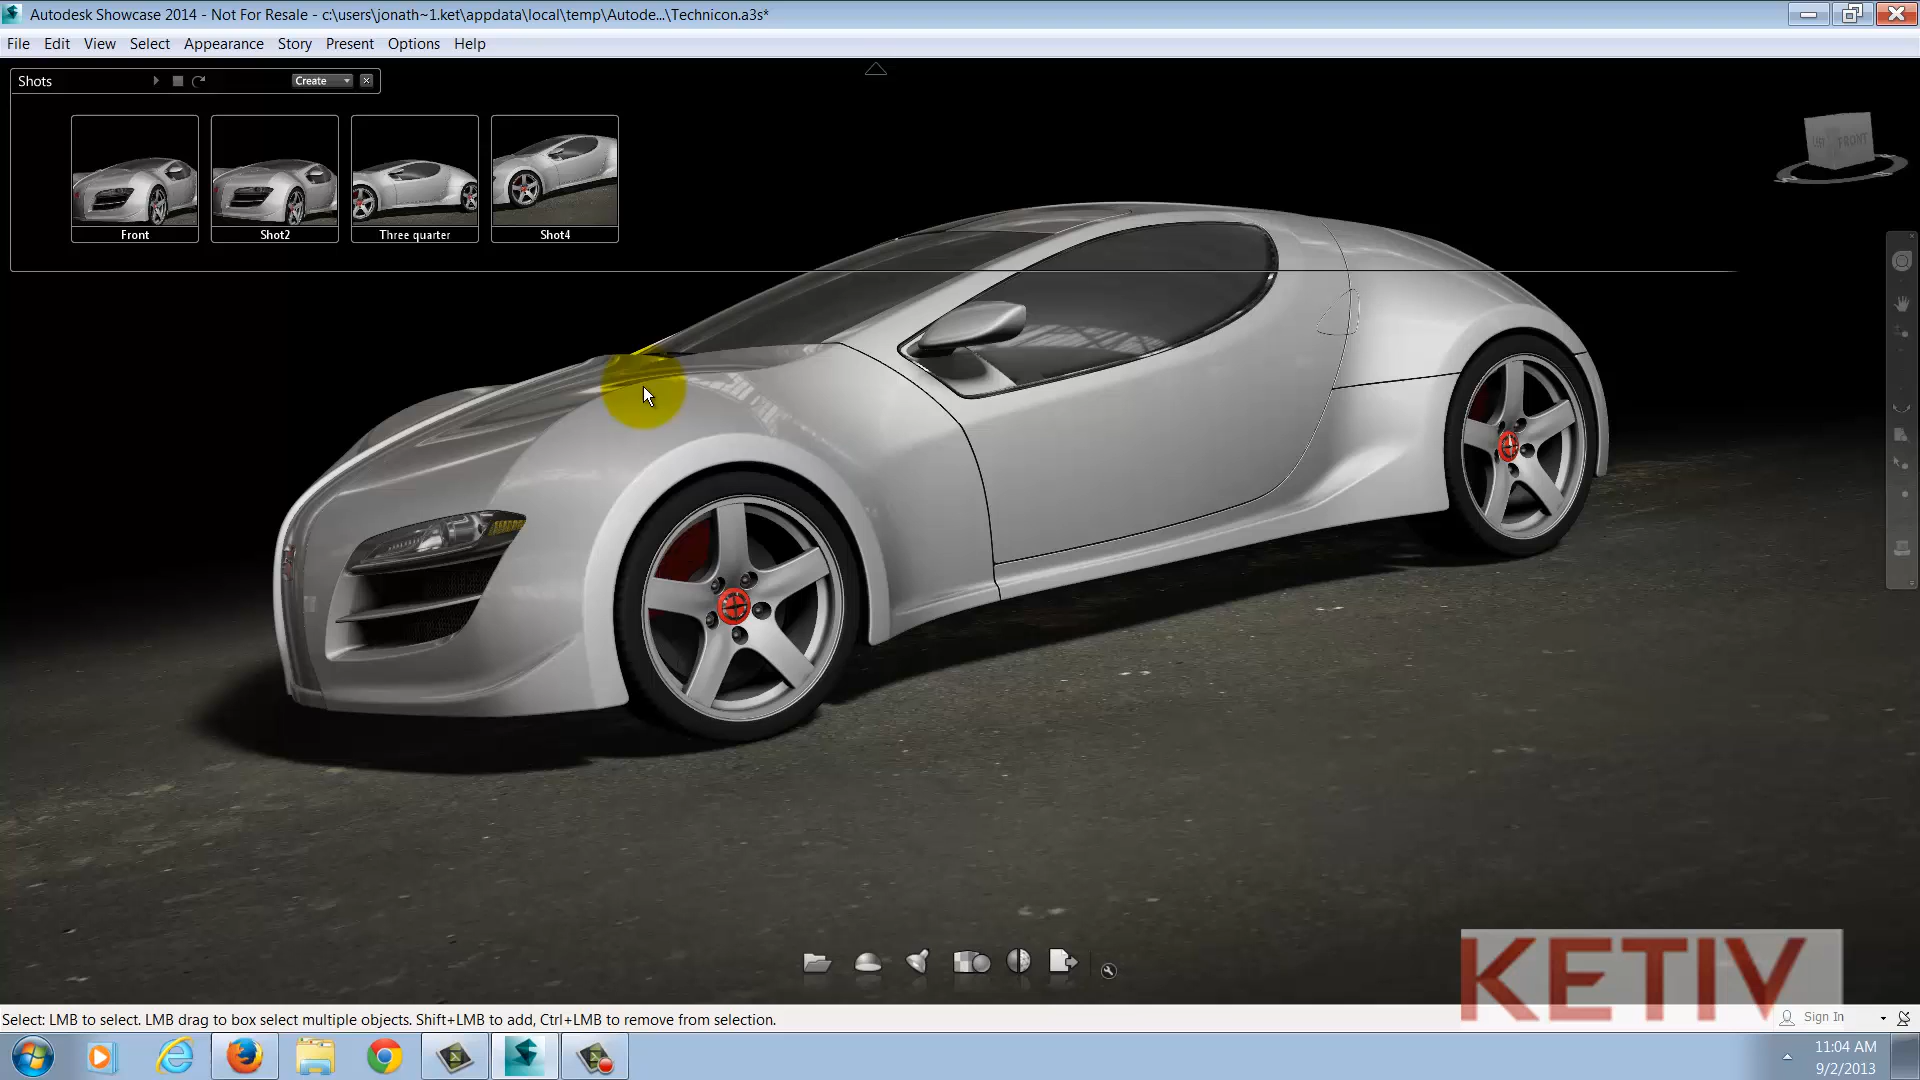 Autodesk Showcase 2014 - Not For Resale - c:\users\jonath~1.ket\appdata\local\temp\Autode...\Technicon.a3s*
File Edit View Select Appearance Story Present Options Help
Shots Create
Front Shot2 Three quarter Shot4
FRONT
KETIV
Select: LMB to select. LMB drag to box select multiple objects. Shift+LMB to add, Ctrl+LMB to remove from selection.
Sign In
11:04 AM
9/2/2013